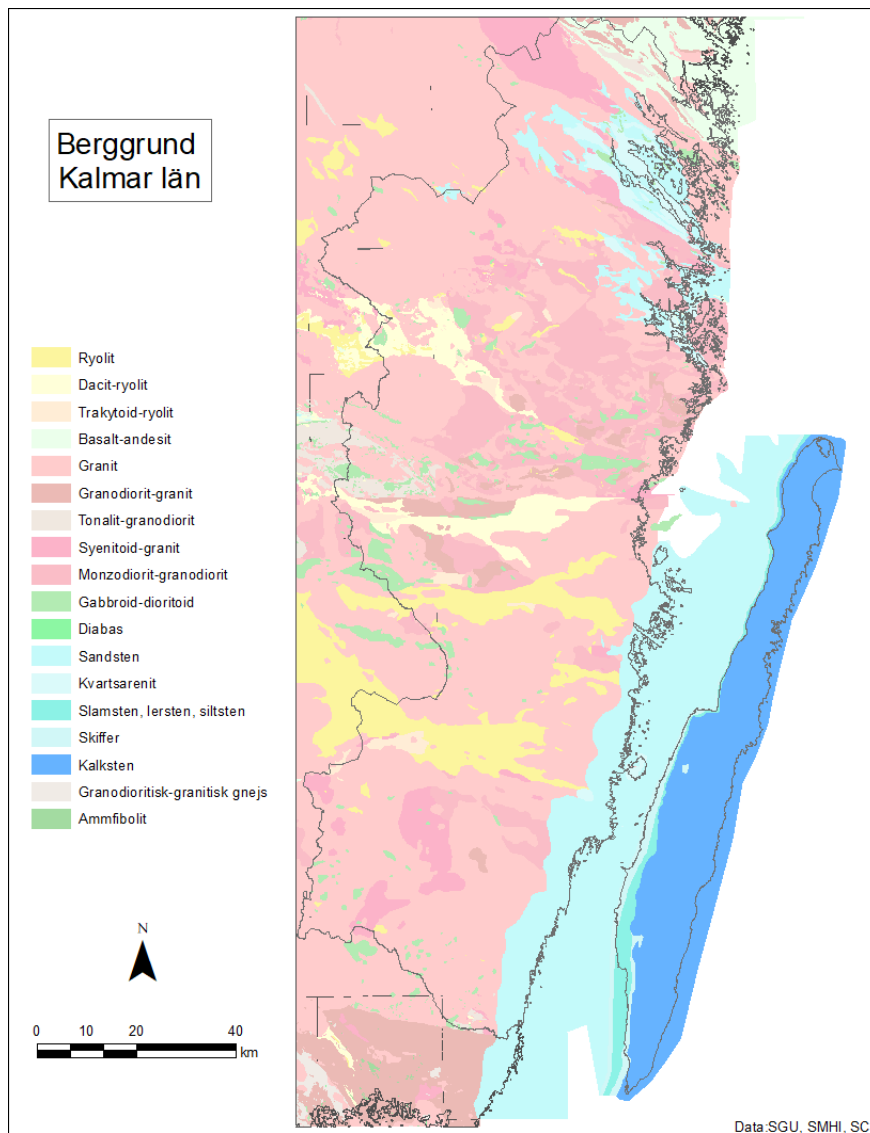 Berggrund
Kalmar län
Ryolit
Dacit-ryolit
Trakytoid-ryolit
Basalt-andesit
Granit
Granodiorit-granit
Tonalit-granodiorit
Syenitoid-granit
Monzodiorit-granodiorit
Gabbroid-dioritoid
Diabas
Sandsten
Kvartsarenit
Slamsten, lersten, siltsten
Skiffer
Kalksten
Granodioritisk-granitisk gnejs
Ammfibolit
N
0 10 20 40
km
Data:SGU, SMHI, SC